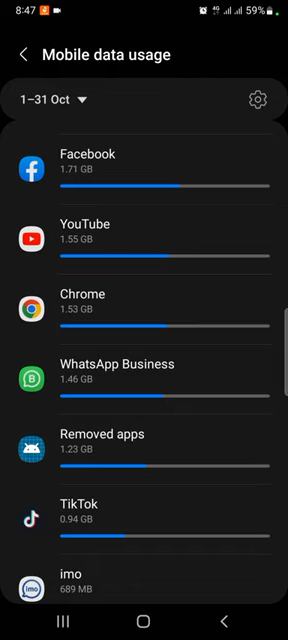 8:47
4G
59%
Mobile data usage
1–31 Oct
Facebook
1.71 GB
YouTube
1.55 GB
Chrome
1.53 GB
WhatsApp Business
1.46 GB
Removed apps
1.23 GB
TikTok
0.94 GB
imo
imo
689 MB